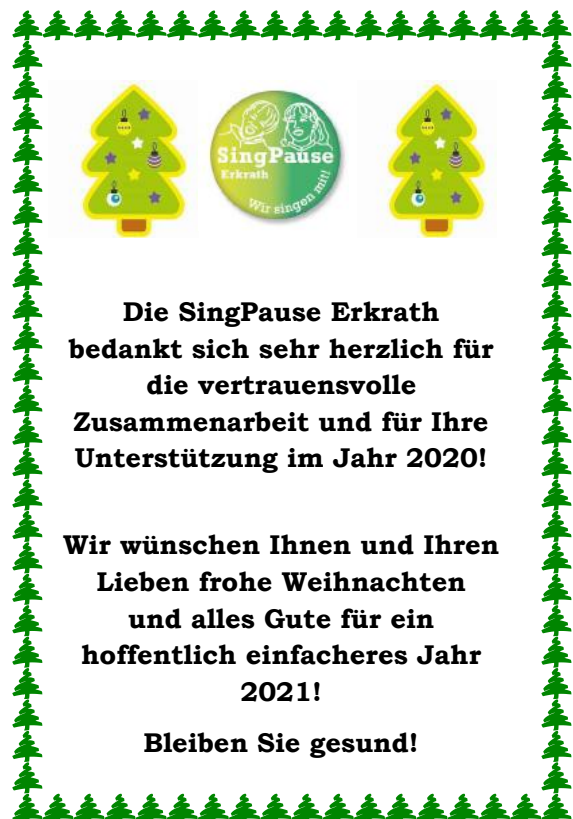 SingPause
Erkrath
Wir singen mit!
Die SingPause Erkrath
bedankt sich sehr herzlich für
die vertrauensvolle
Zusammenarbeit und für Ihre
Unterstützung im Jahr 2020!
Wir wünschen Ihnen und Ihren
Lieben frohe Weihnachten
und alles Gute für ein
hoffentlich einfacheres Jahr
2021!
Bleiben Sie gesund!